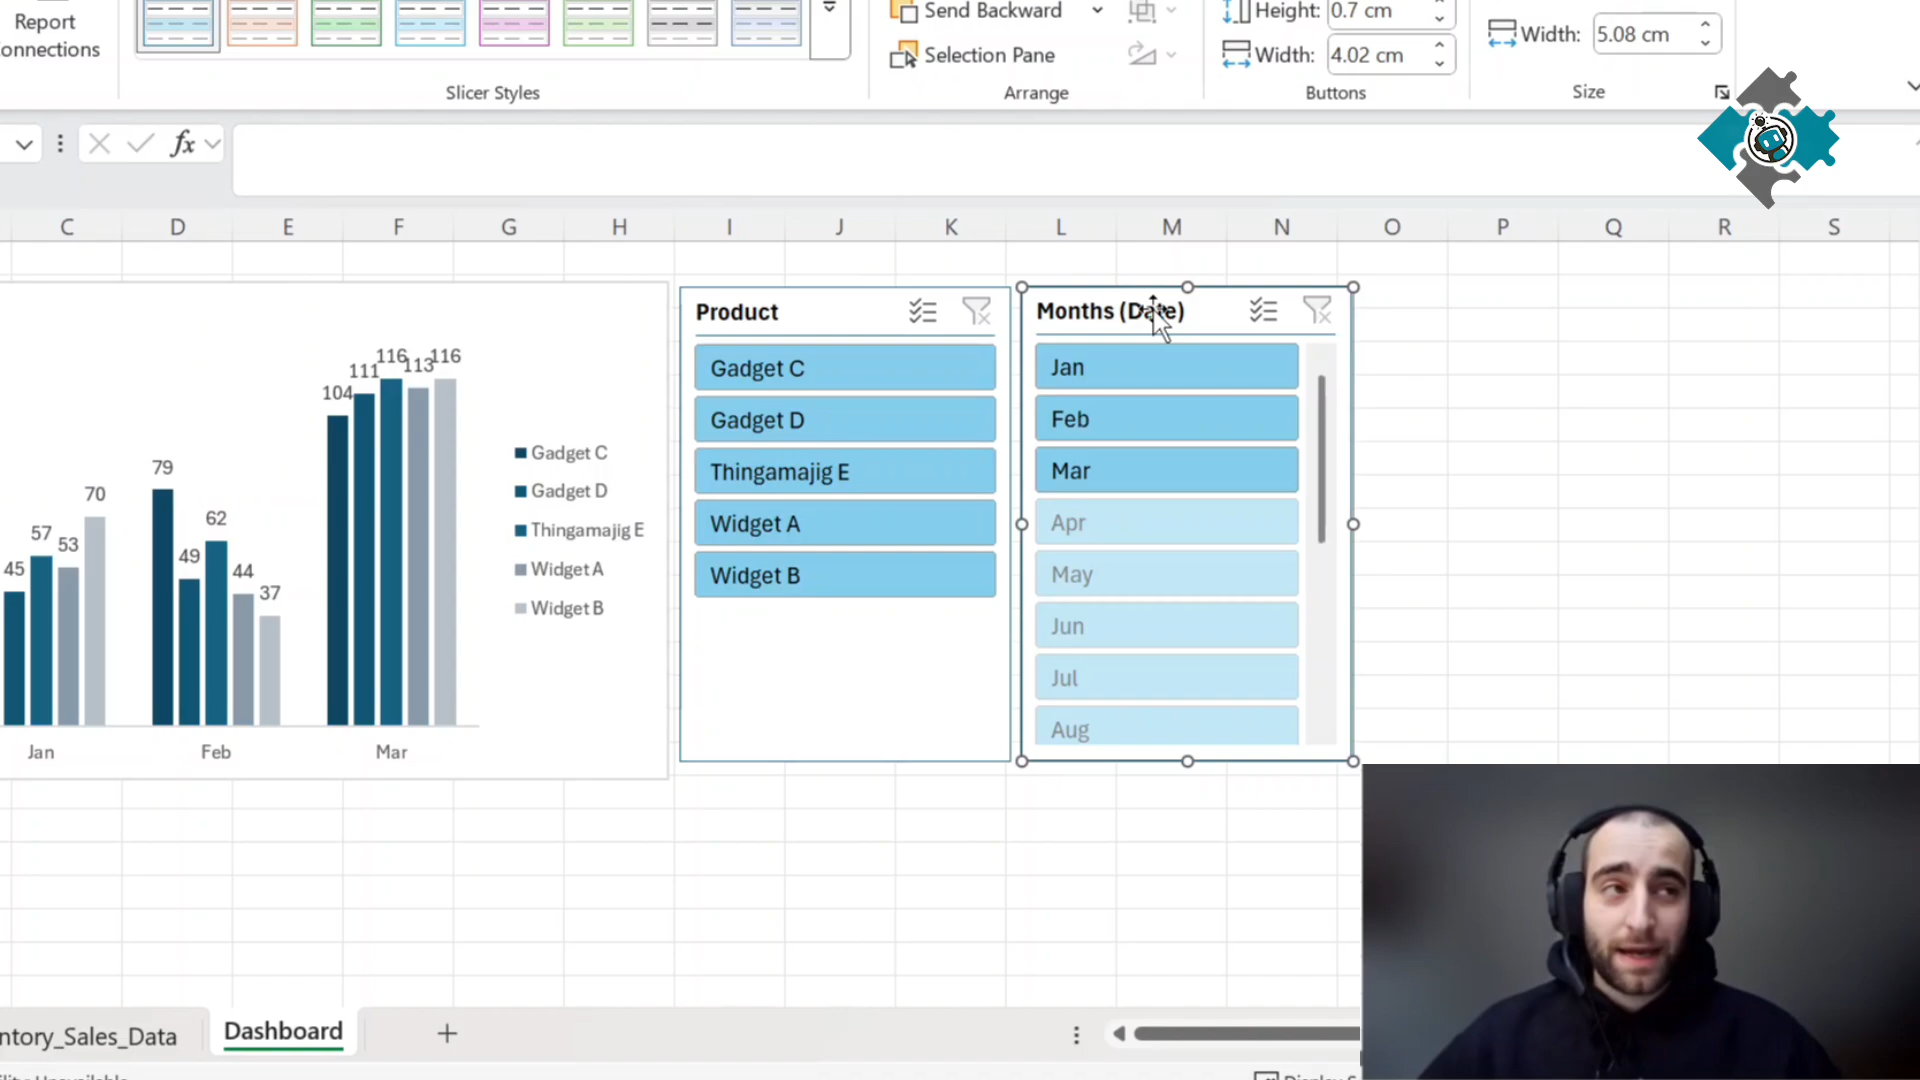 Report
onnections
Slicer Styles
Send Backward
Selection Pane
Arrange
Height: 0.7 cm
Width: 4.02 cm
Buttons
Width: 5.08 cm
Size
fx
C D E F G H I J K L M N O P Q R S
45 57 53 70
79 49 62 44 37
104 111 116 113 116
Jan Feb Mar
Gadget C
Gadget D
Thingamajig E
Widget A
Widget B
Product
Gadget C
Gadget D
Thingamajig E
Widget A
Widget B
Months (Date)
Jan
Feb
Mar
Apr
May
Jun
Jul
Aug
ntory_Sales_Data
Dashboard